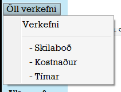 Öll verkefni
Verkefni
- Skilaboð
- Kostnaður
- Tímar